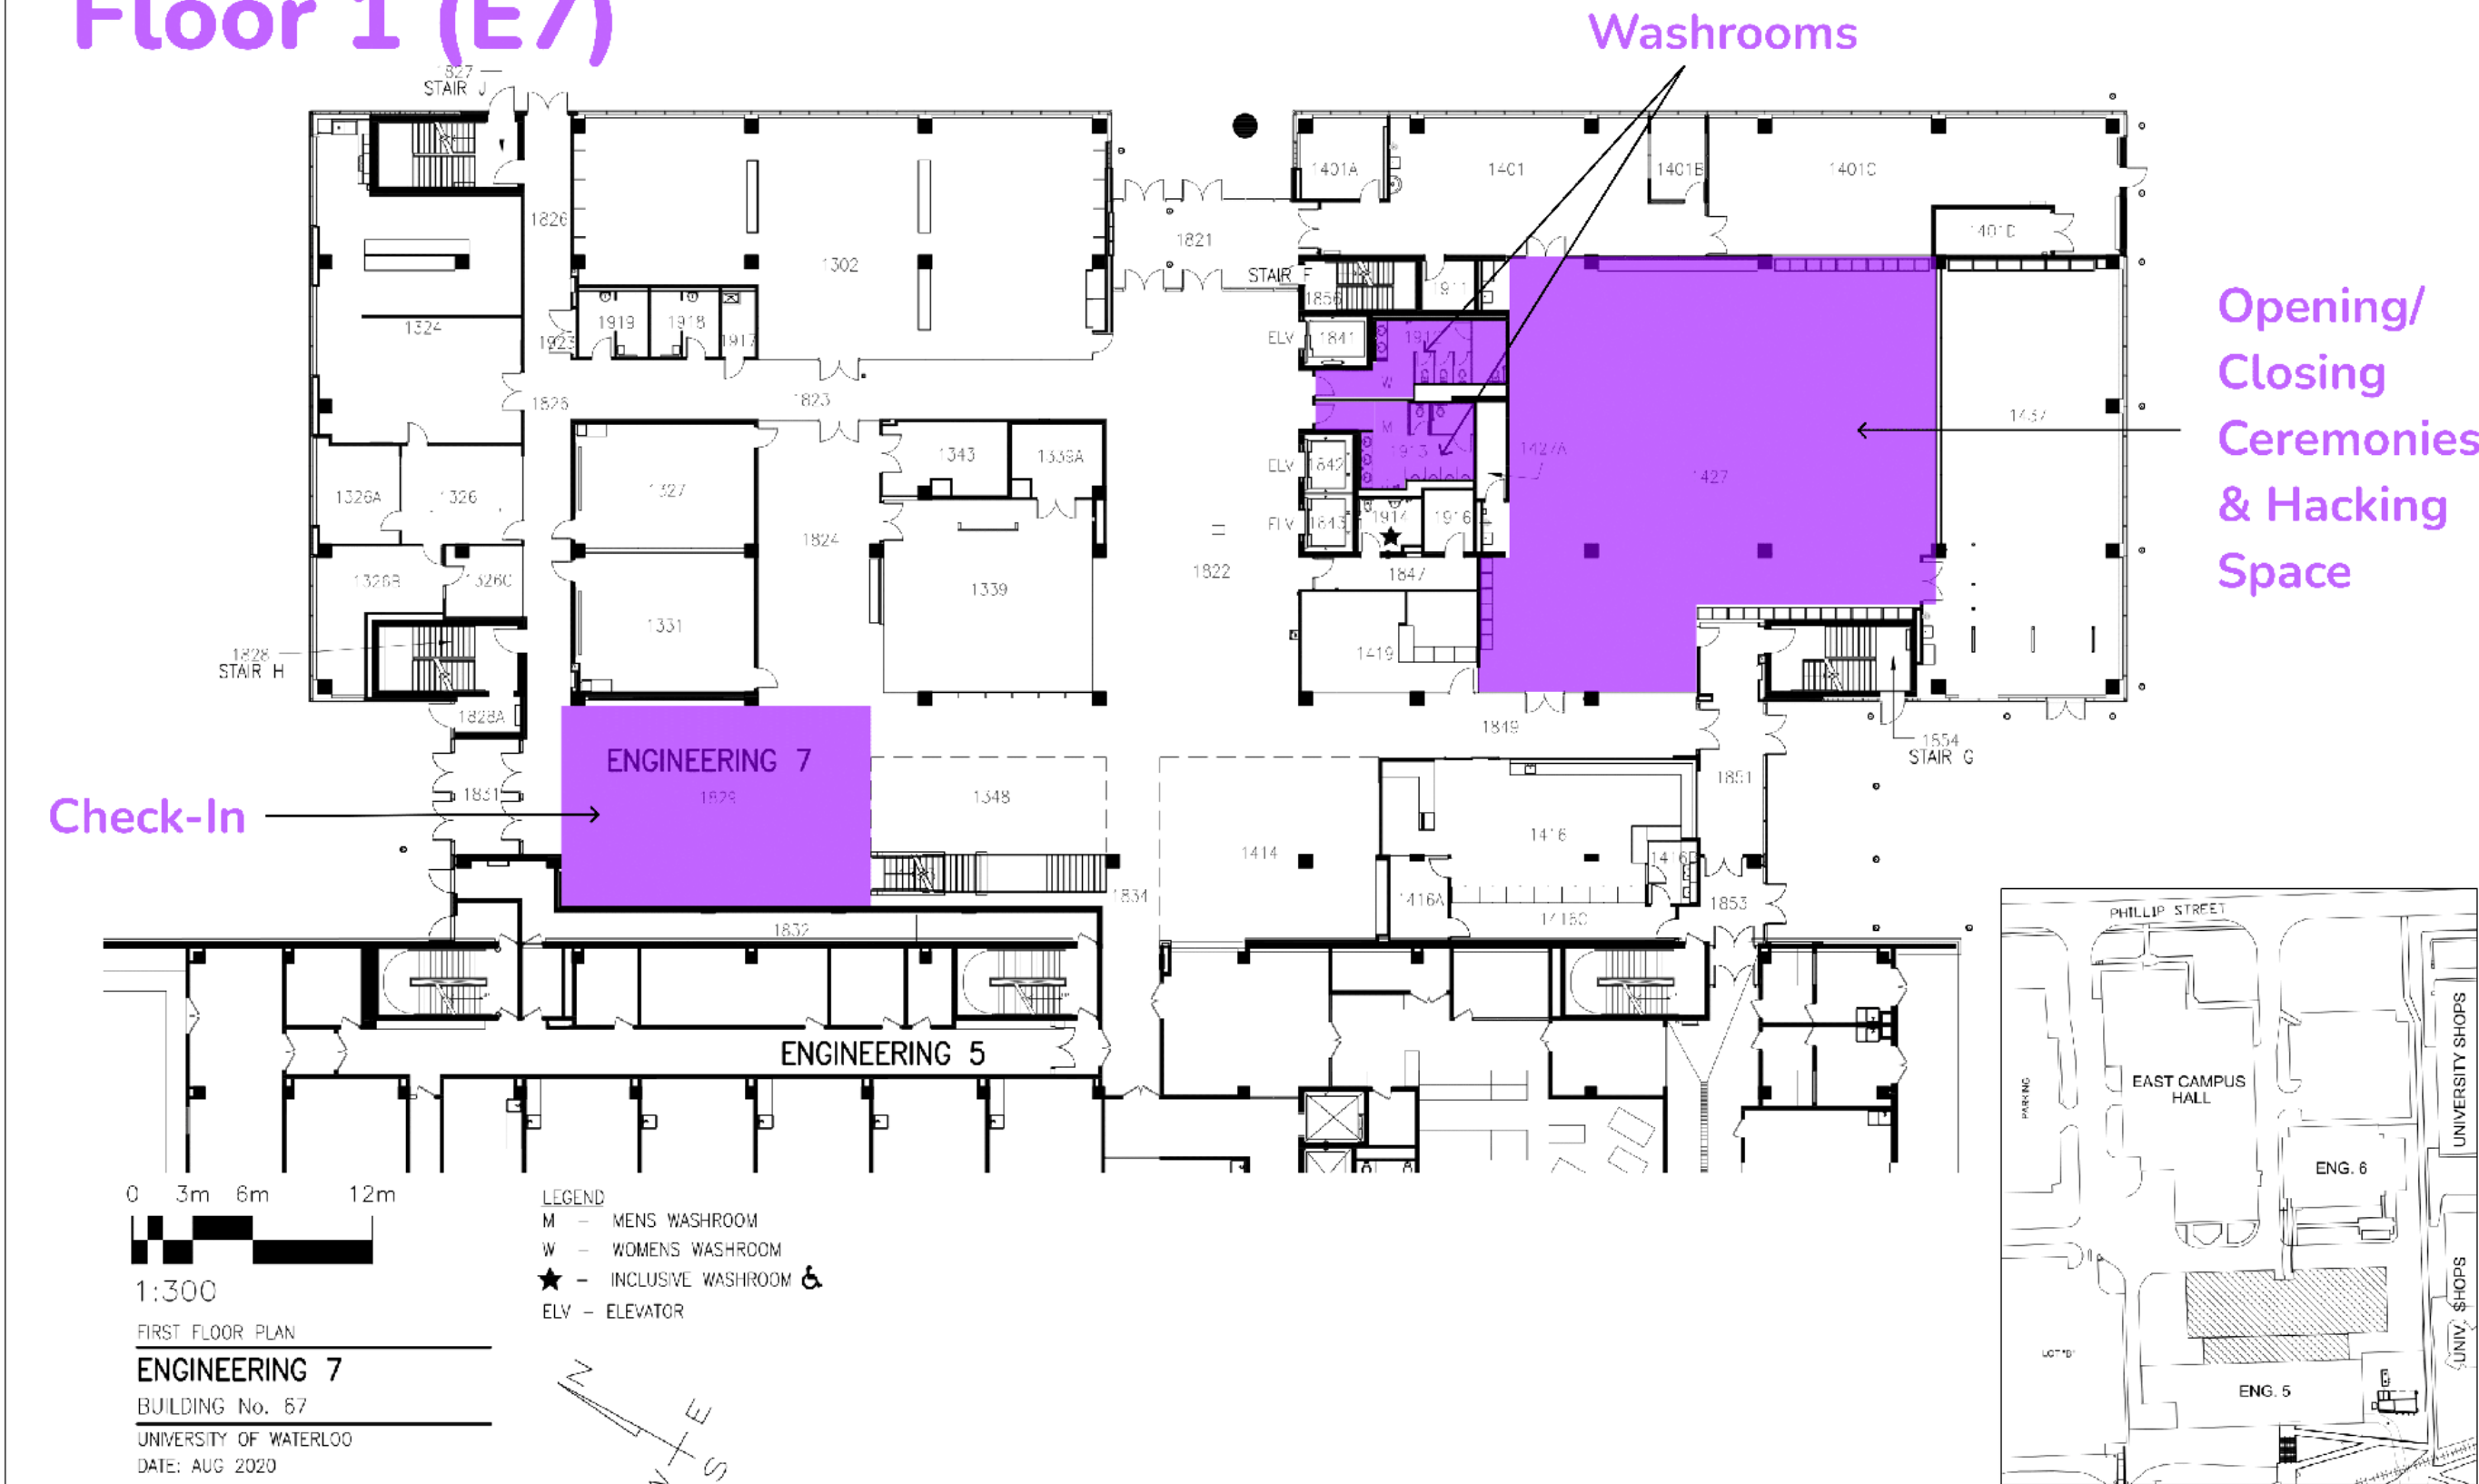 Floor 1 (E7)
Washrooms
1827
STAIR J
1401A
1401
1401B
1401C
1826
1821
1401D
1302
STAIR F
1856
1911
Opening/
Closing
Ceremonies
& Hacking
Space
1919
1918
1917
1923
1324
ELV
1841
W
1826
1823
1437
M
1343
1339A
1913
1427A
1427
ELV
1842
1326A
1326
1327
1824
ELV
1843
1914
1916
1822
1847
1326B
1326C
1339
1331
1419
1828
STAIR H
1828A
1849
1854
STAIR G
ENGINEERING 7
1829
1348
1851
1831
Check-In
1416
1414
1834
1416A
1416C
1853
1832
ENGINEERING 5
PHILLIP STREET
UNIVERSITY SHOPS
PARKING
EAST CAMPUS
HALL
ENG. 6
UNIV. SHOPS
LOT "B"
ENG. 5
0 3m 6m 12m
1:300
LEGEND
M – MENS WASHROOM
W – WOMENS WASHROOM
★ – INCLUSIVE WASHROOM
ELV – ELEVATOR
FIRST FLOOR PLAN
ENGINEERING 7
BUILDING No. 67
UNIVERSITY OF WATERLOO
DATE: AUG 2020
N
E
S